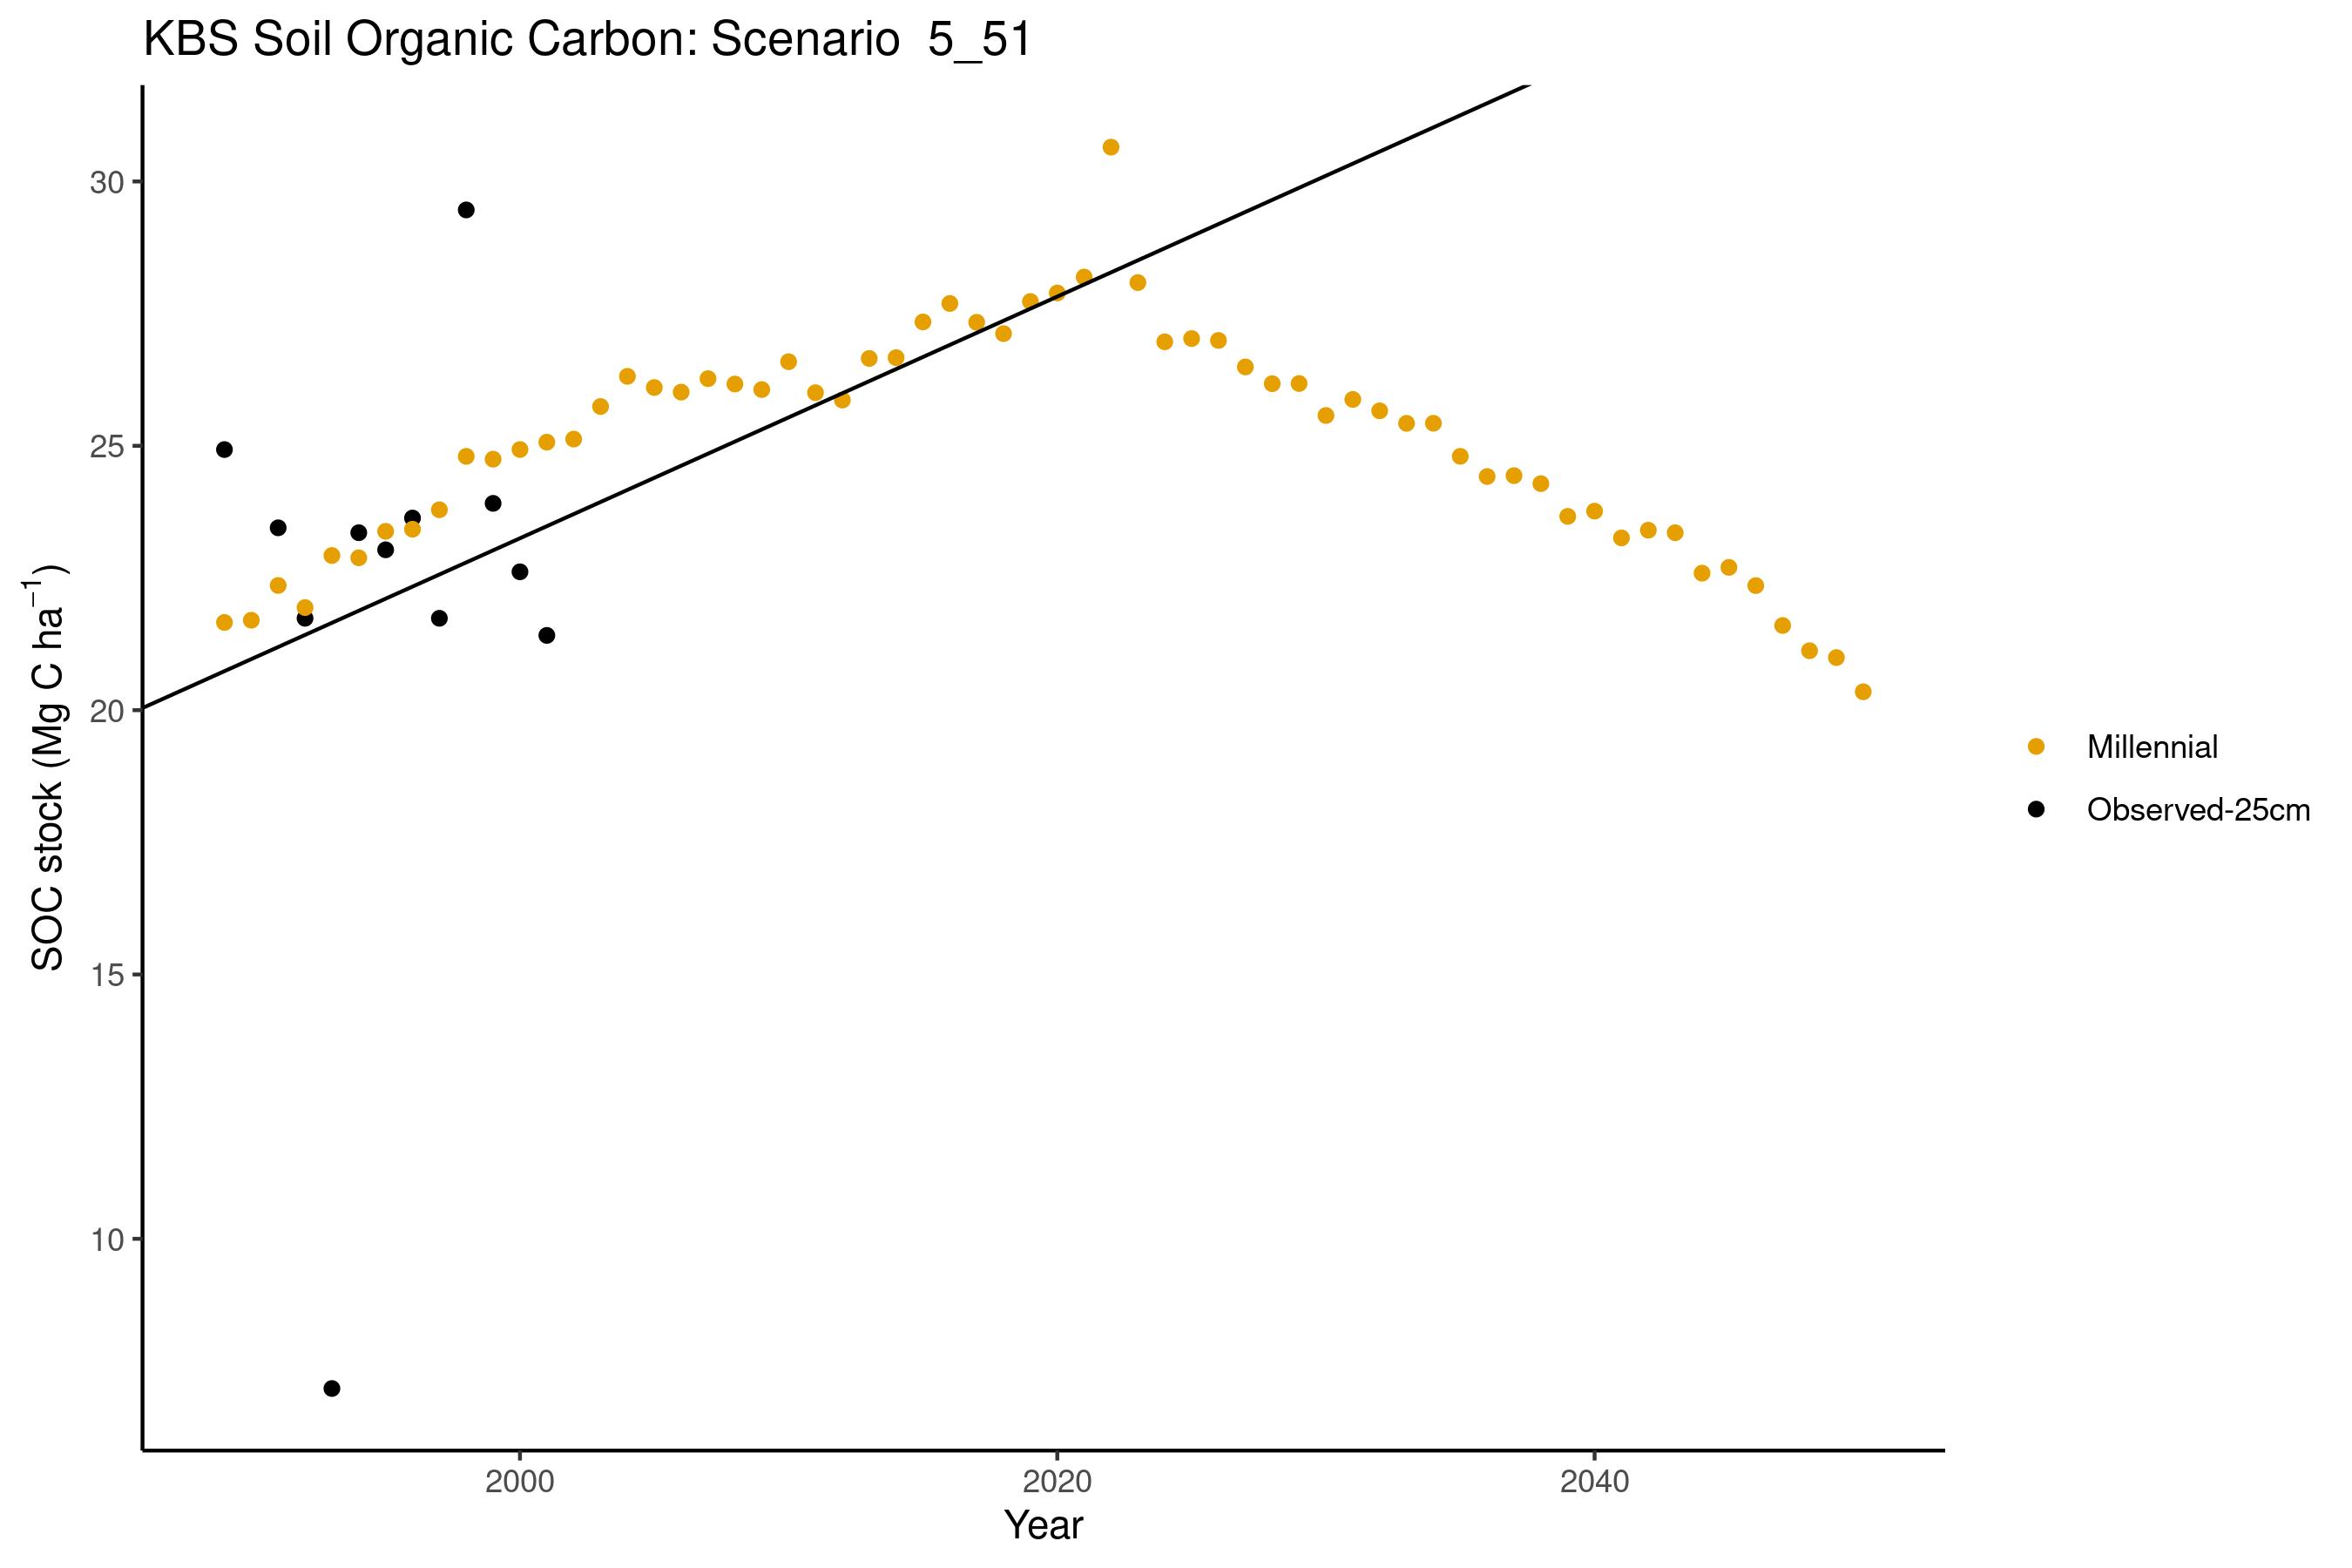 KBS Soil Organic Carbon: Scenario  5_51
SOC stock (Mg C ha⁻¹)
30
25
20
15
10
2000
2020
2040
Year
Millennial
Observed-25cm